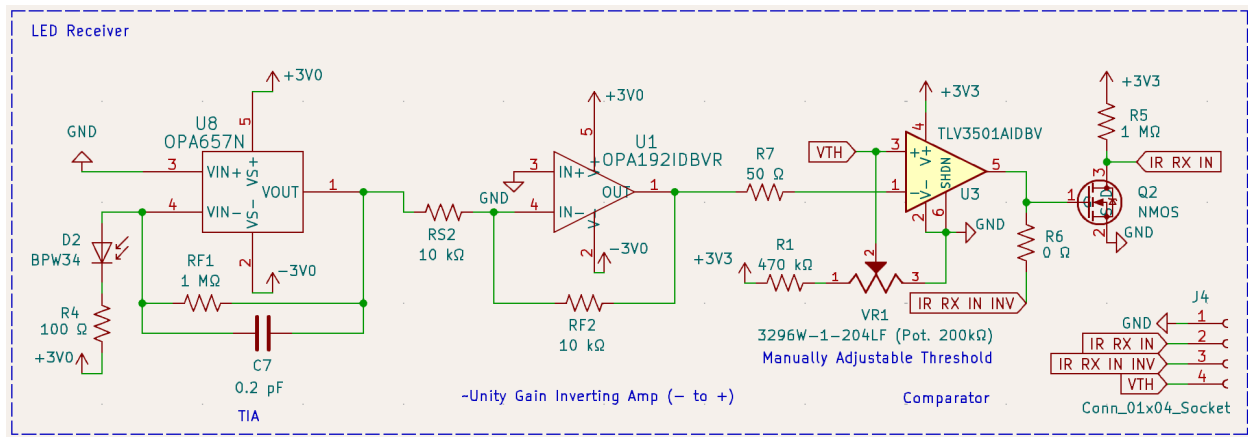 LED Receiver
+3V0
U8
OPA657N
GND
5
3
VIN+
VS+
VOUT
1
4
VIN-
VS-
2
-3V0
D2
BPW34
RF1
1 MΩ
R4
100 Ω
+3V0
C7
0.2 pF
TIA
RS2
10 kΩ
+3V0
5
U1
OPA192IDBVR
3
IN+
V+
GND
OUT
1
4
IN-
V-
2
-3V0
RF2
10 kΩ
~Unity Gain Inverting Amp (- to +)
R7
50 Ω
VTH
+3V3
4
TLV3501AIDBV
3
+
V+
5
1
-
V-
SHDN
U3
2
6
GND
+3V3
R1
470 kΩ
1
2
3
VR1
3296W-1-204LF (Pot. 200kΩ)
Manually Adjustable Threshold
R6
0 Ω
IR RX IN INV
Comparator
+3V3
R5
1 MΩ
IR RX IN
3
1
G
D
S
2
Q2
NMOS
GND
J4
GND
1
IR RX IN
2
IR RX IN INV
3
VTH
4
Conn_01x04_Socket